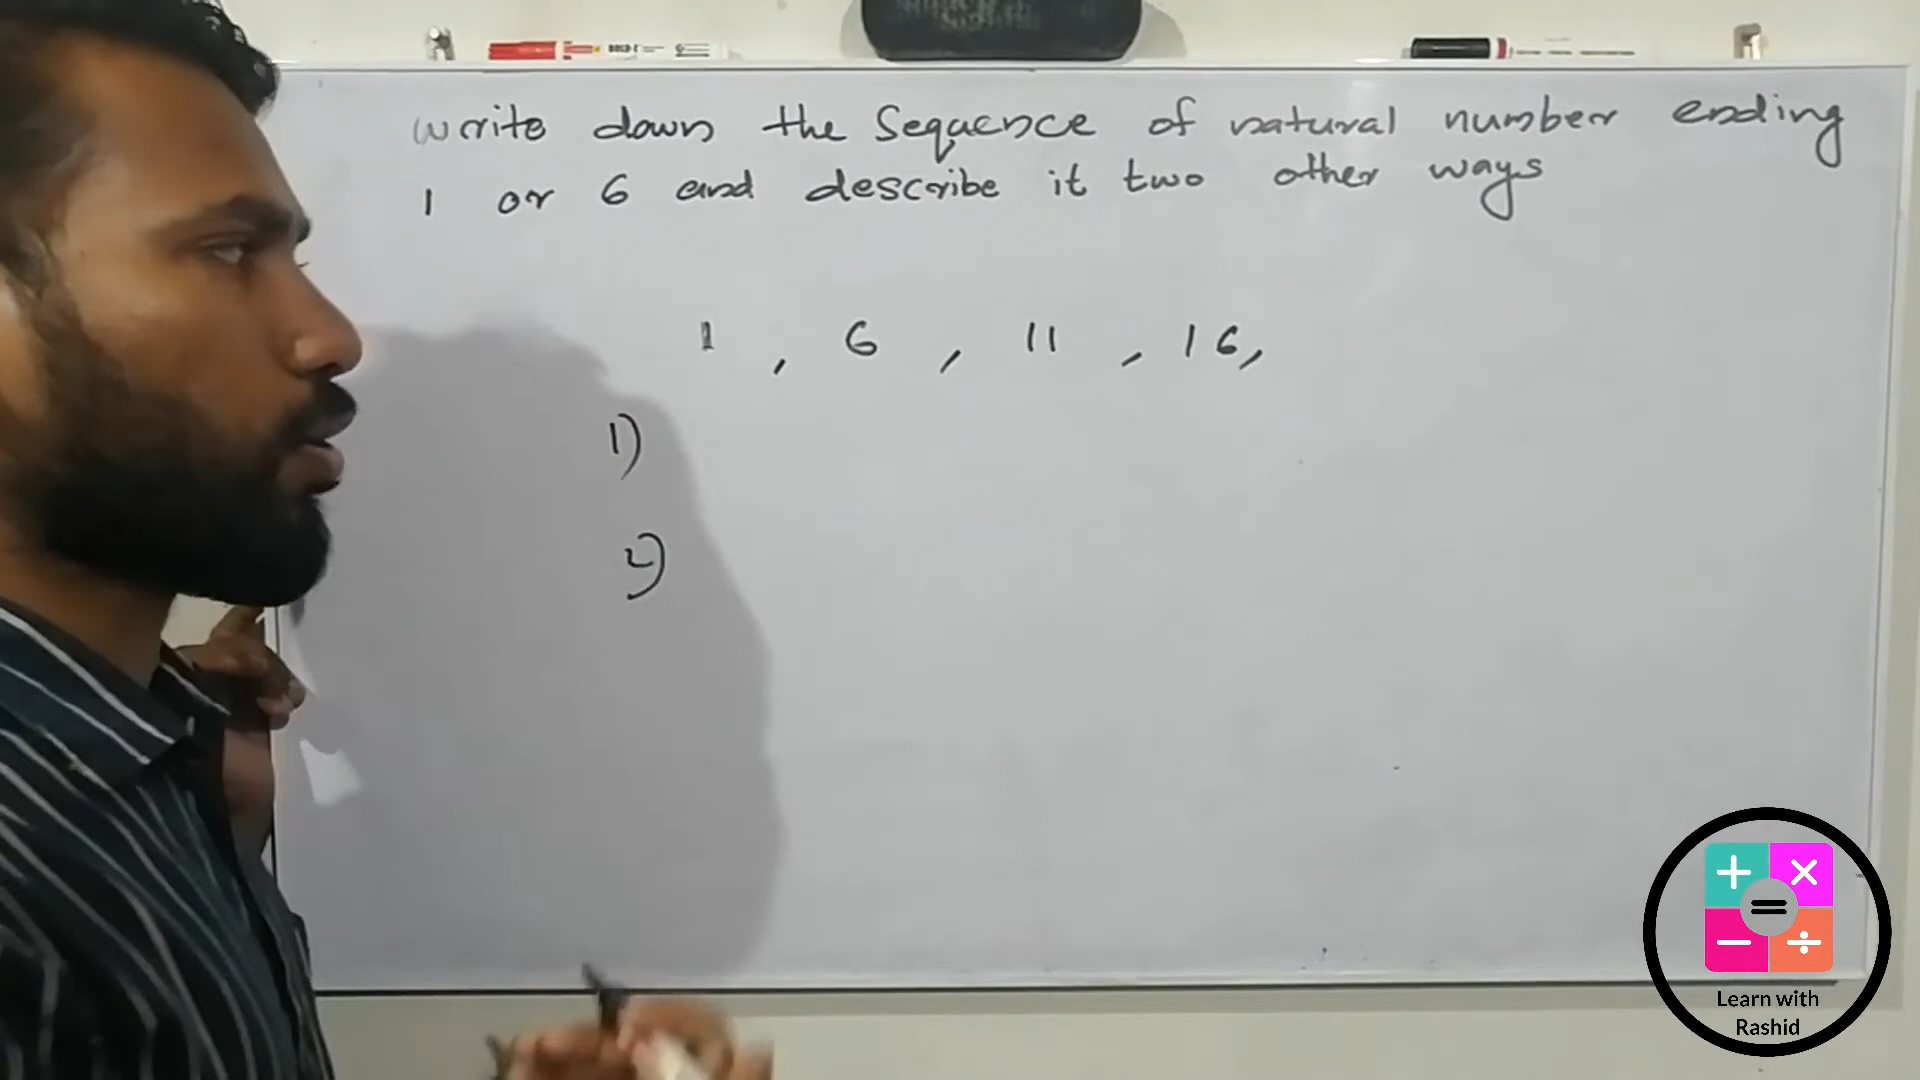 write down the Sequence of natural number ending
1 or 6 and describe it two other ways
1 , 6 , 11 , 16,
1)
2)
+ ×
=
− ÷
Learn with
Rashid